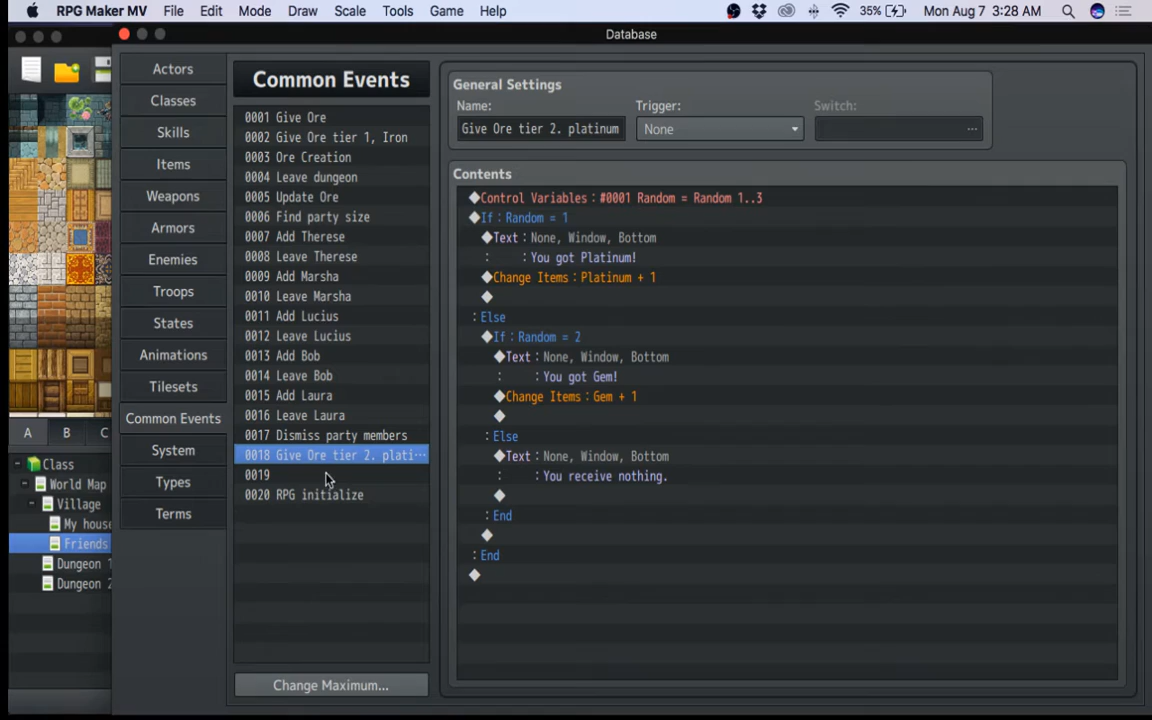 RPG Maker MV File Edit Mode Draw Scale Tools Game Help 35% Mon Aug 7 3:28 AM
Database
Actors
Classes
Skills
Items
Weapons
Armors
Enemies
Troops
States
Animations
Tilesets
Common Events
System
Types
Terms
A B C
Class
World Map
Village
My house
Friends
Dungeon 1
Dungeon 2
Common Events
0001 Give Ore
0002 Give Ore tier 1, Iron
0003 Ore Creation
0004 Leave dungeon
0005 Update Ore
0006 Find party size
0007 Add Therese
0008 Leave Therese
0009 Add Marsha
0010 Leave Marsha
0011 Add Lucius
0012 Leave Lucius
0013 Add Bob
0014 Leave Bob
0015 Add Laura
0016 Leave Laura
0017 Dismiss party members
0018 Give Ore tier 2. plati…
0019
0020 RPG initialize
Change Maximum...
General Settings
Name: Trigger: Switch:
Give Ore tier 2. platinum None ...
Contents
◆Control Variables : #0001 Random = Random 1..3
◆If : Random = 1
◆Text : None, Window, Bottom
: : You got Platinum!
◆Change Items : Platinum + 1
◆
: Else
◆If : Random = 2
◆Text : None, Window, Bottom
: : You got Gem!
◆Change Items : Gem + 1
◆
: Else
◆Text : None, Window, Bottom
: : You receive nothing.
◆
: End
◆
: End
◆